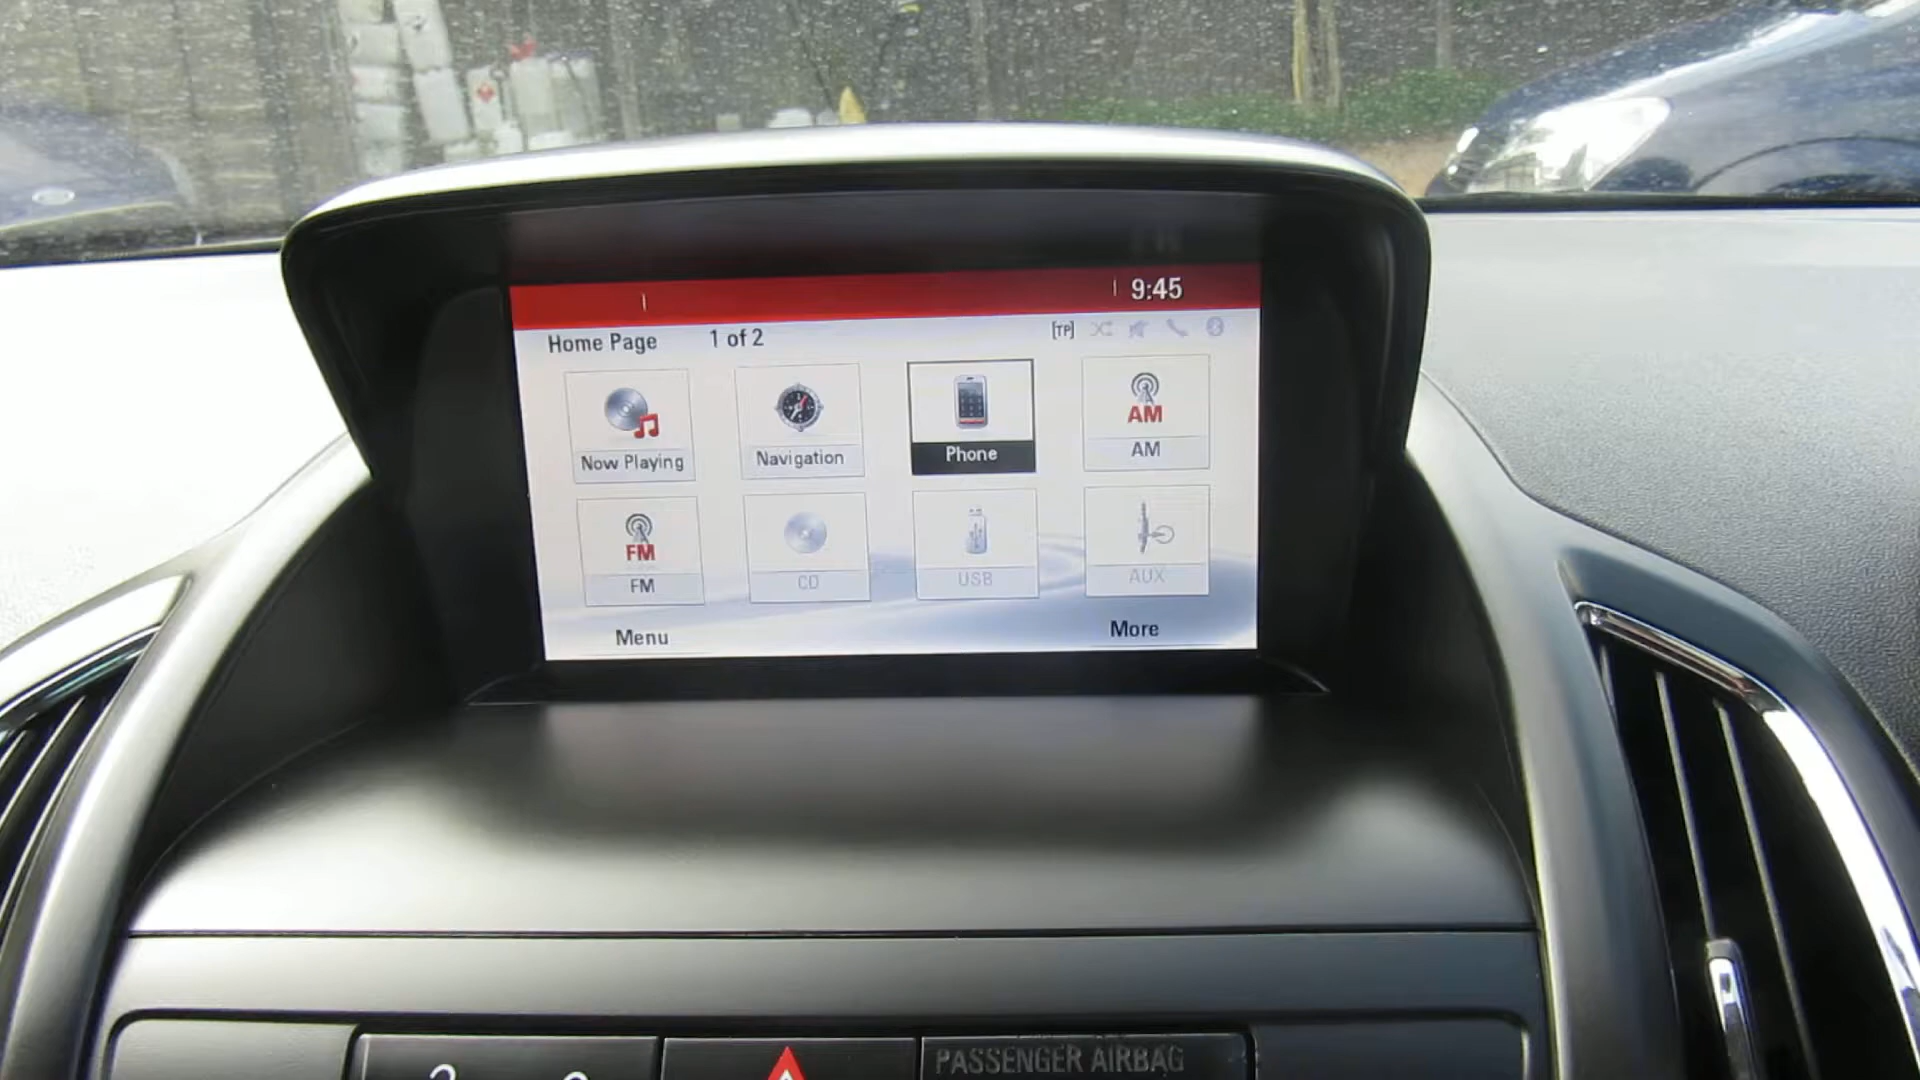 9:45
Home Page 1 of 2 [TP]
Now Playing
Navigation
Phone
AM
AM
FM
FM
CD
USB
AUX
Menu
More
PASSENGER AIRBAG